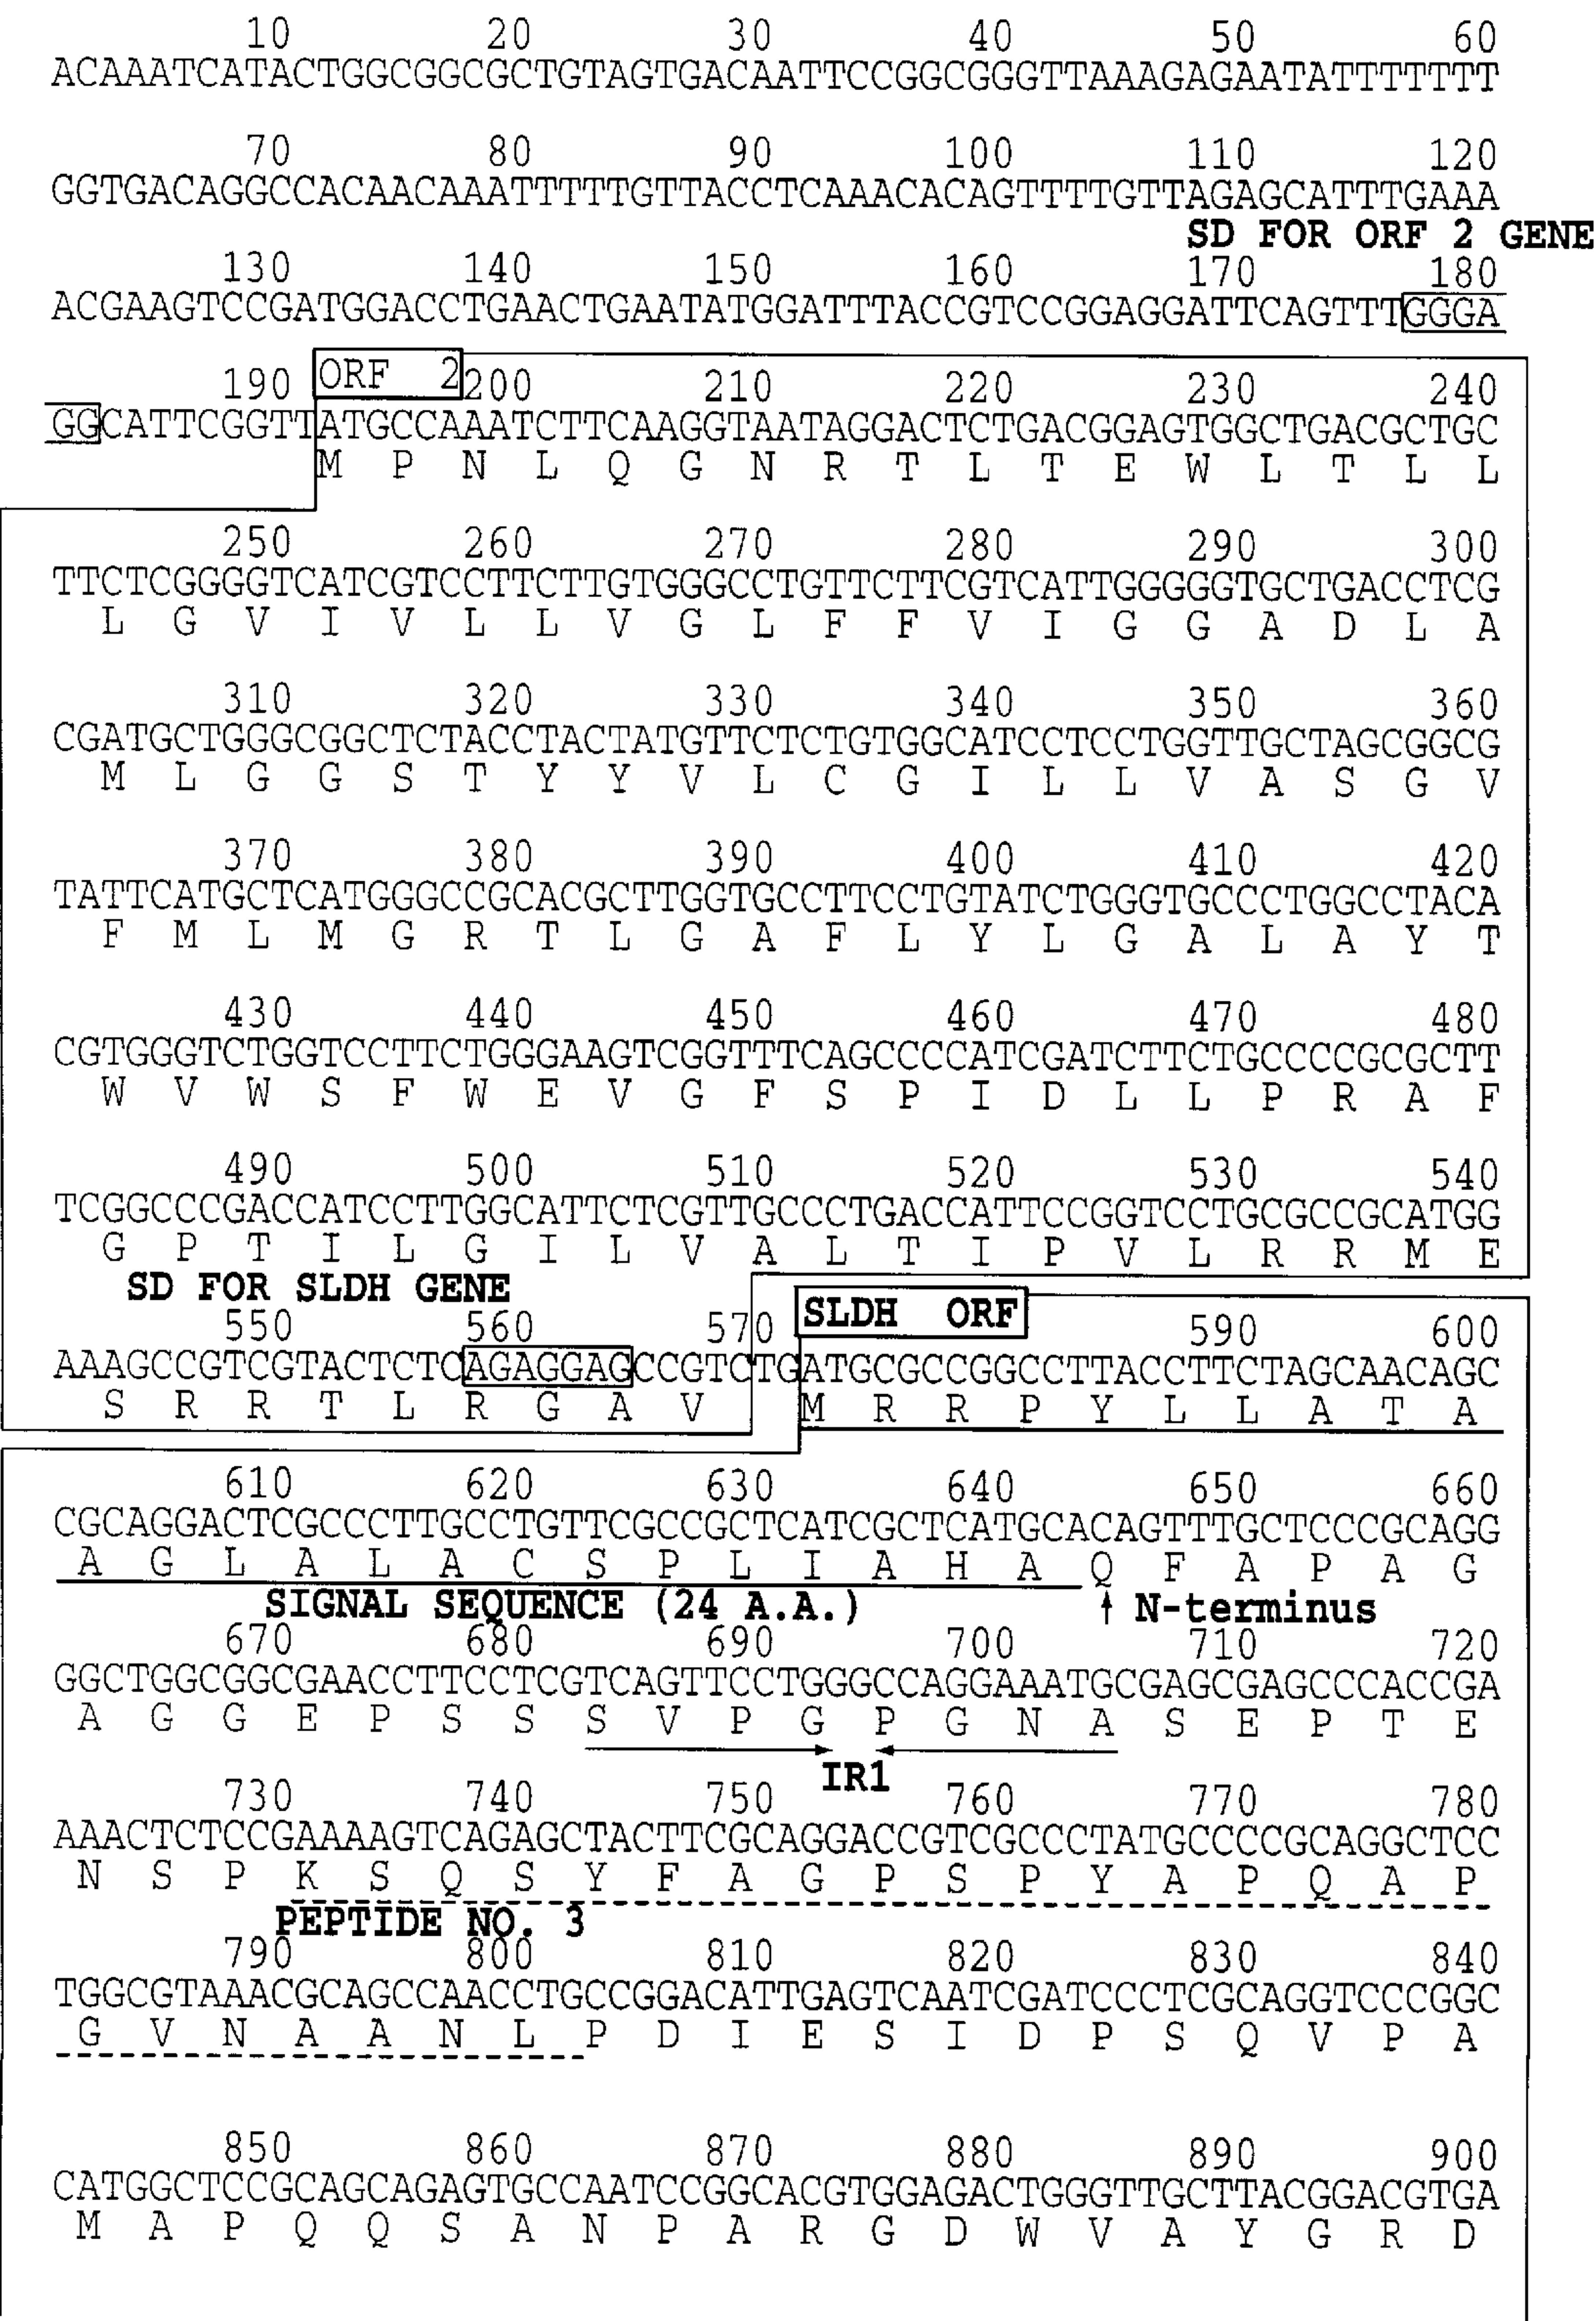 10 20 30 40 50 60
ACAAATCATACTGGCGGCGCTGTAGTGACAATTCCGGCGGGTTAAAGAGAATATTTTTTT
70 80 90 100 110 120
GGTGACAGGCCACAACAAATTTTTGTTACCTCAAACACAGTTTTGTTAGAGCATTTGAAA
SD FOR ORF 2 GENE
130 140 150 160 170 180
ACGAAGTCCGATGGACCTGAACTGAATATGGATTTACCGTCCGGAGGATTCAGTTTGGGA
190 ORF 2 200 210 220 230 240
GGCATTCGGTTATGCCAAATCTTCAAGGTAATAGGACTCTGACGGAGTGGCTGACGCTGC
M P N L Q G N R T L T E W L T L L
250 260 270 280 290 300
TTCTCGGGGTCATCGTCCTTCTTGTGGGCCTGTTCTTCGTCATTGGGGGTGCTGACCTCG
L G V I V L L V G L F F V I G G A D L A
310 320 330 340 350 360
CGATGCTGGGCGGCTCTACCTACTATGTTCTCTGTGGCATCCTCCTGGTTGCTAGCGGCG
M L G G S T Y Y V L C G I L L V A S G V
370 380 390 400 410 420
TATTCATGCTCATGGGCCGCACGCTTGGTGCCTTCCTGTATCTGGGTGCCCTGGCCTACA
F M L M G R T L G A F L Y L G A L A Y T
430 440 450 460 470 480
CGTGGGTCTGGTCCTTCTGGGAAGTCGGTTTCAGCCCCATCGATCTTCTGCCCCGCGCTT
W V W S F W E V G F S P I D L L P R A F
490 500 510 520 530 540
TCGGCCCGACCATCCTTGGCATTCTCGTTGCCCTGACCATTCCGGTCCTGCGCCGCATGG
G P T I L G I L V A L T I P V L R R M E
SD FOR SLDH GENE
550 560 570 SLDH ORF 590 600
AAAGCCGTCGTACTCTCAGAGGAGCCGTCTGATGCGCCGGCCTTACCTTCTAGCAACAGC
S R R T L R G A V M R R P Y L L A T A
610 620 630 640 650 660
CGCAGGACTCGCCCTTGCCTGTTCGCCGCTCATCGCTCATGCACAGTTTGCTCCCGCAGG
A G L A L A C S P L I A H A Q F A P A G
SIGNAL SEQUENCE (24 A.A.) ↑ N-terminus
670 680 690 700 710 720
GGCTGGCGGCGAACCTTCCTCGTCAGTTCCTGGGCCAGGAAATGCGAGCGAGCCCACCGA
A G G E P S S S V P G P G N A S E P T E
IR1
730 740 750 760 770 780
AAACTCTCCGAAAAGTCAGAGCTACTTCGCAGGACCGTCGCCCTATGCCCCGCAGGCTCC
N S P K S Q S Y F A G P S P Y A P Q A P
PEPTIDE NO. 3
790 800 810 820 830 840
TGGCGTAAACGCAGCCAACCTGCCGGACATTGAGTCAATCGATCCCTCGCAGGTCCCGGC
G V N A A N L P D I E S I D P S Q V P A
850 860 870 880 890 900
CATGGCTCCGCAGCAGAGTGCCAATCCGGCACGTGGAGACTGGGTTGCTTACGGACGTGA
M A P Q Q S A N P A R G D W V A Y G R D